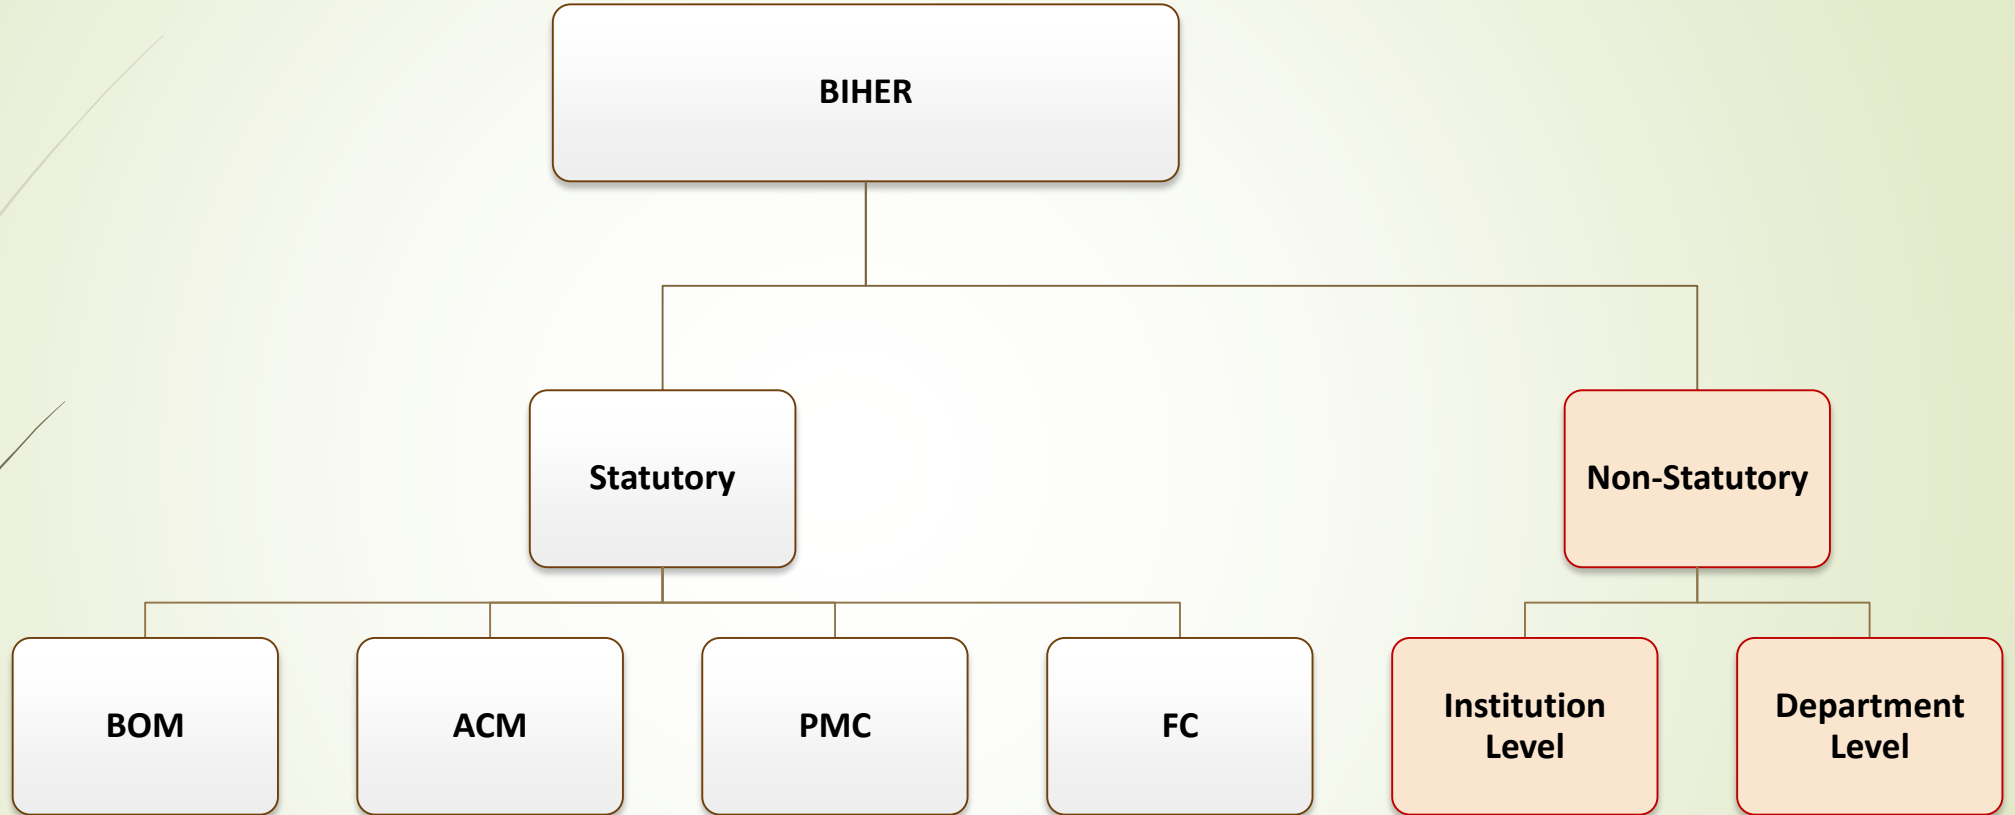 BIHER
Statutory
Non-Statutory
BOM
ACM
PMC
FC
Institution
Level
Department
Level